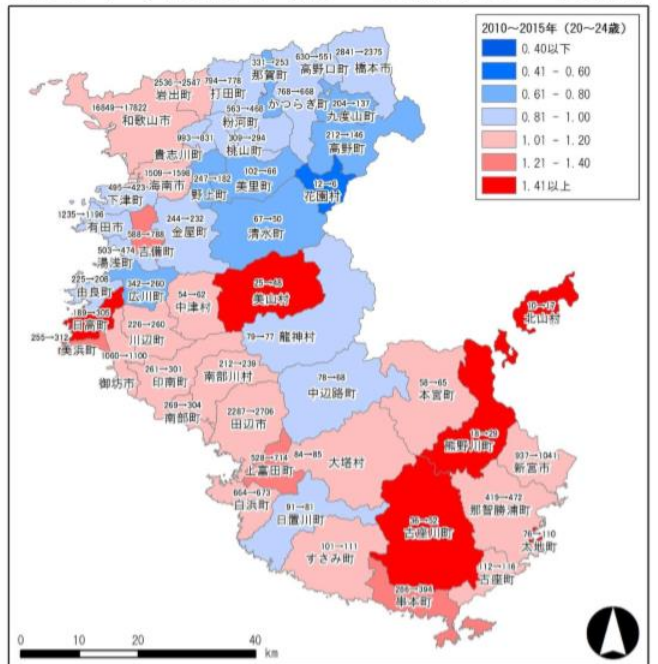 2010～2015年（20～24歳）
0.40以下
0.41 - 0.60
0.61 - 0.80
0.81 - 1.00
1.01 - 1.20
1.21 - 1.40
1.41以上
2536→2547
岩出町
794→778
打田町
331→253
那賀町
630→551
高野口町
2841→2375
橋本市
16849→17822
和歌山市
563→468
粉河町
768→668
かつらぎ町
204→137
九度山町
993→831
貴志川町
309→294
桃山町
212→146
高野町
1509→1598
海南市
247→182
野上町
102→66
美里町
花園村
495→423
下津町
1235→1196
有田市
吉備町
244→232
金屋町
67→50
清水町
503→474
湯浅町
225→206
由良町
342→260
広川町
54→62
中津村
美山村
10→17
北山村
日高町
255→312
美浜町
226→260
川辺町
79→77
龍神村
1060→1100
御坊市
261→301
印南町
212→239
南部川村
78→68
中辺路町
58→65
本宮町
269→304
南部町
2287→2706
田辺市
18→29
熊野川町
528→714
上富田町
84→85
大塔村
937→1041
新宮市
664→673
白浜町
91→81
日置川町
古座川町
419→472
那智勝浦町
76→110
太地町
101→111
すさみ町
112→116
古座町
串本町
0 10 20 40
km